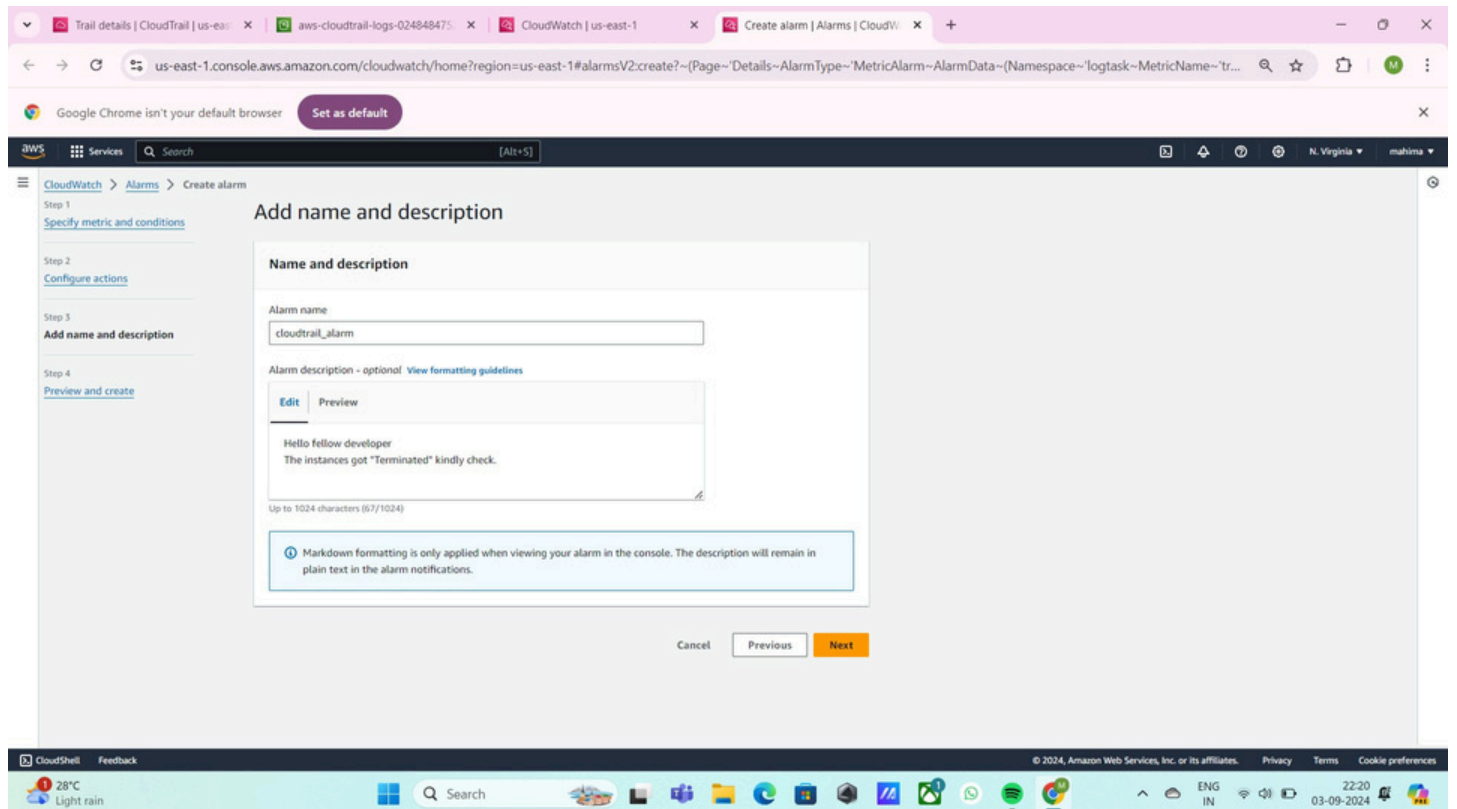 Trail details | CloudTrail | us-eas
aws-cloudtrail-logs-024848475
CloudWatch | us-east-1
Create alarm | Alarms | CloudW
us-east-1.console.aws.amazon.com/cloudwatch/home?region=us-east-1#alarmsV2:create?~(Page~'Details~AlarmType~'MetricAlarm~AlarmData~(Namespace~'logtask~MetricName~'tr...
M
Google Chrome isn't your default browser
Set as default
aws
Services
Search
[Alt+S]
N. Virginia
mahima
CloudWatch > Alarms > Create alarm
Step 1
Specify metric and conditions
Step 2
Configure actions
Step 3
Add name and description
Step 4
Preview and create
Add name and description
Name and description
Alarm name
cloudtrail_alarm
Alarm description - optional View formatting guidelines
Edit
Preview
Hello fellow developer
The instances got "Terminated" kindly check.
Up to 1024 characters (67/1024)
Markdown formatting is only applied when viewing your alarm in the console. The description will remain in
plain text in the alarm notifications.
Cancel
Previous
Next
CloudShell
Feedback
© 2024, Amazon Web Services, Inc. or its affiliates.
Privacy
Terms
Cookie preferences
1
28°C
Light rain
Search
ENG
IN
22:20
03-09-2024